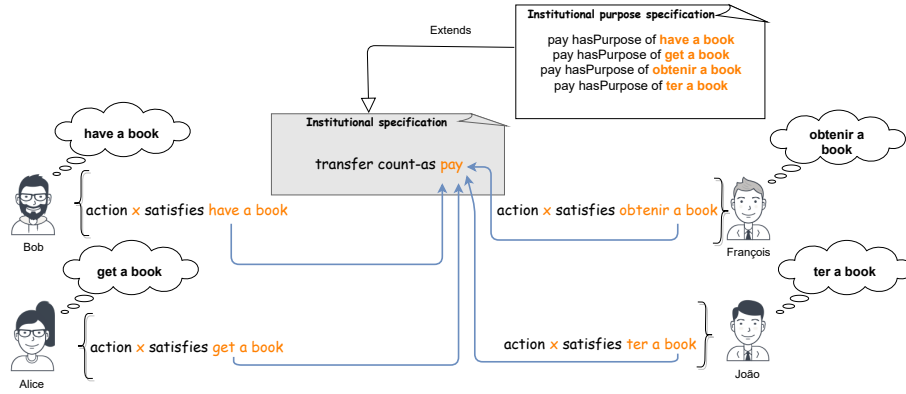 Institutional purpose specification
Extends
pay hasPurpose of have a book
pay hasPurpose of get a book
pay hasPurpose of obtenir a book
pay hasPurpose of ter a book
Institutional specification
transfer count-as pay
have a book
Bob
action x satisfies have a book
get a book
Alice
action x satisfies get a book
obtenir a
book
action x satisfies obtenir a book
François
ter a book
action x satisfies ter a book
João